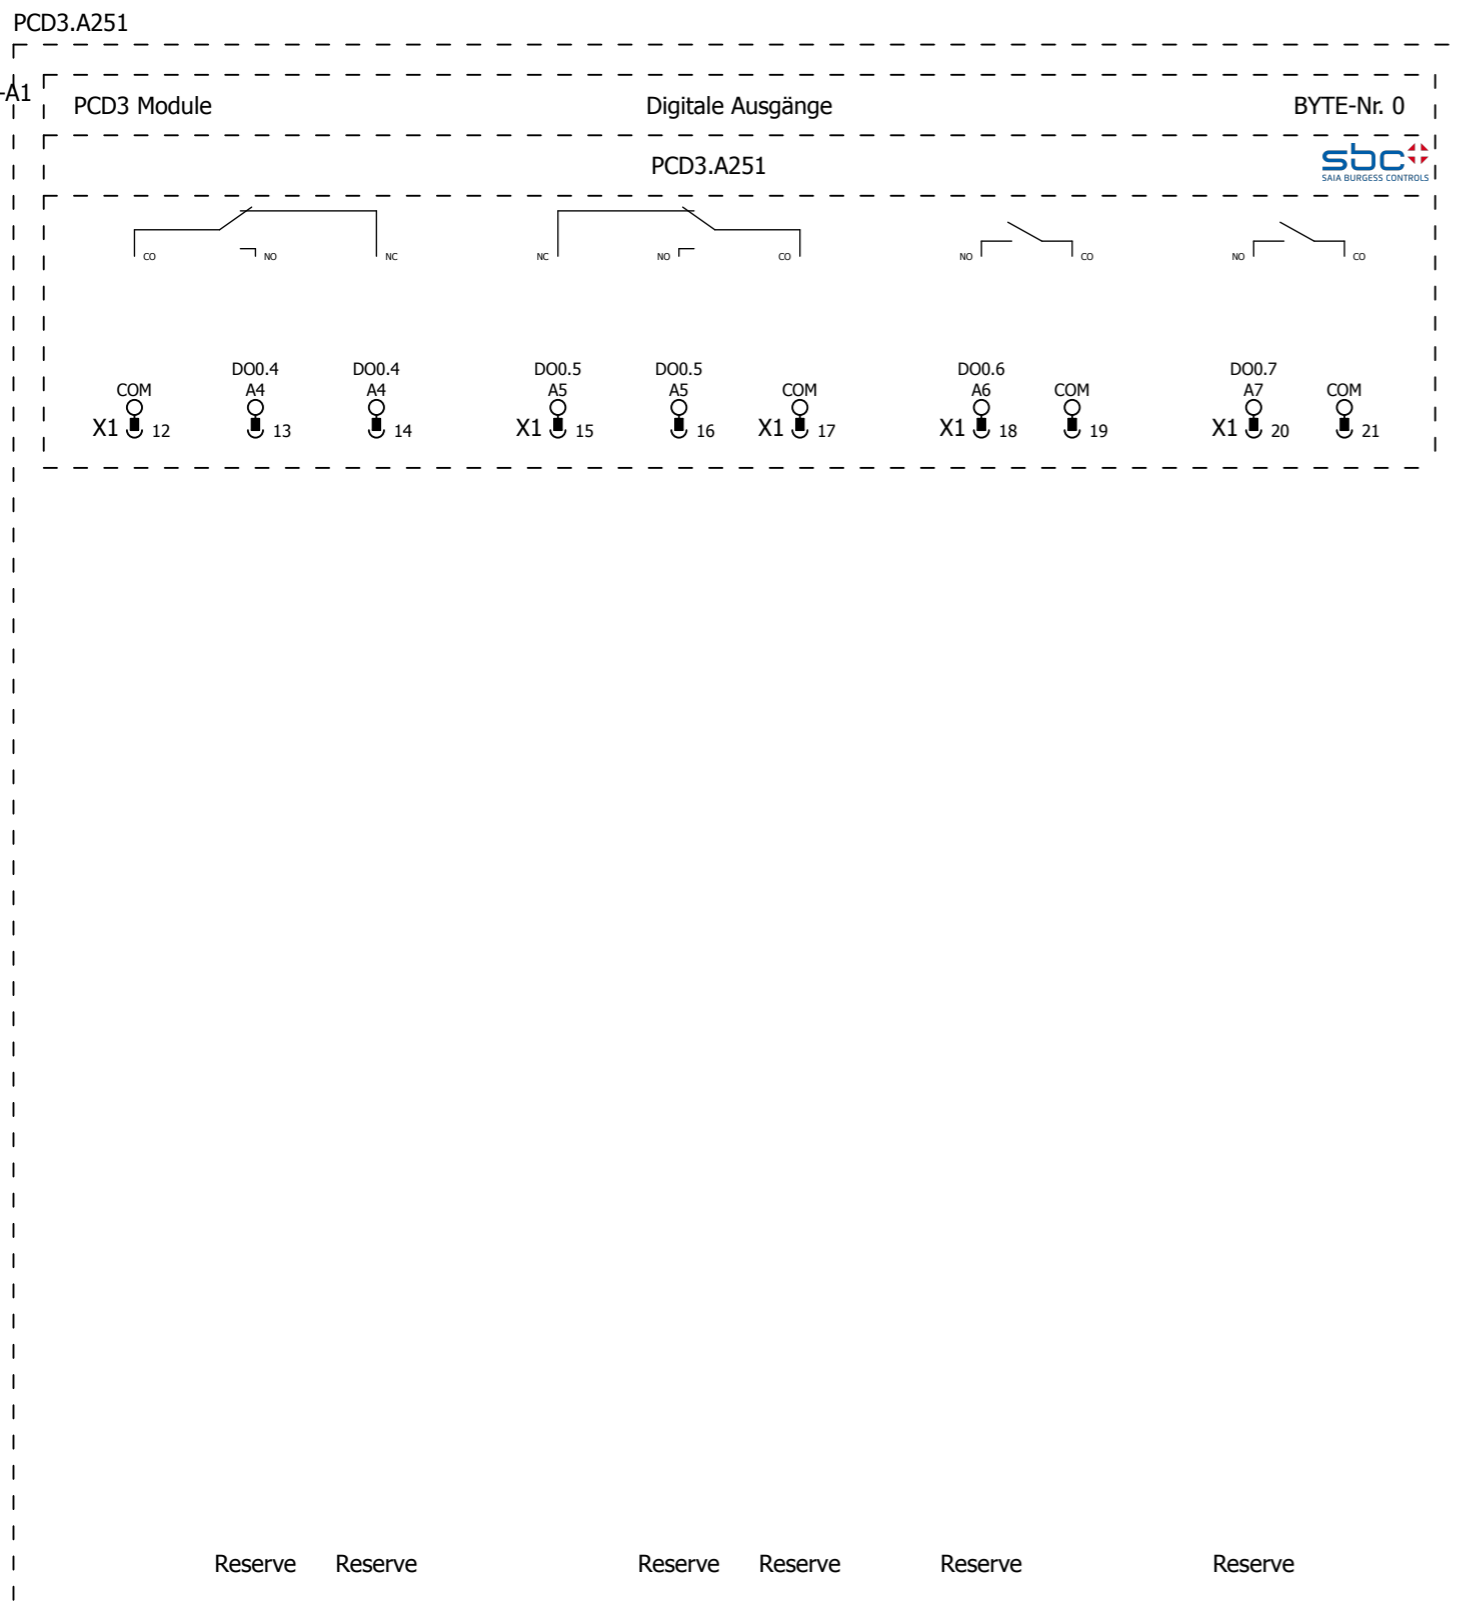 PCD3.A251
-A1
PCD3 Module Digitale Ausgänge BYTE-Nr. 0
PCD3.A251
sbc
SAIA BURGESS CONTROLS
CO NO NC NC NO CO NO CO NO CO
DO0.4 DO0.4 DO0.5 DO0.5 DO0.6 DO0.7
COM A4 A4 A5 A5 COM A6 COM A7 COM
X1 12 13 14 X1 15 16 X1 17 X1 18 19 X1 20 21
Reserve Reserve Reserve Reserve Reserve Reserve